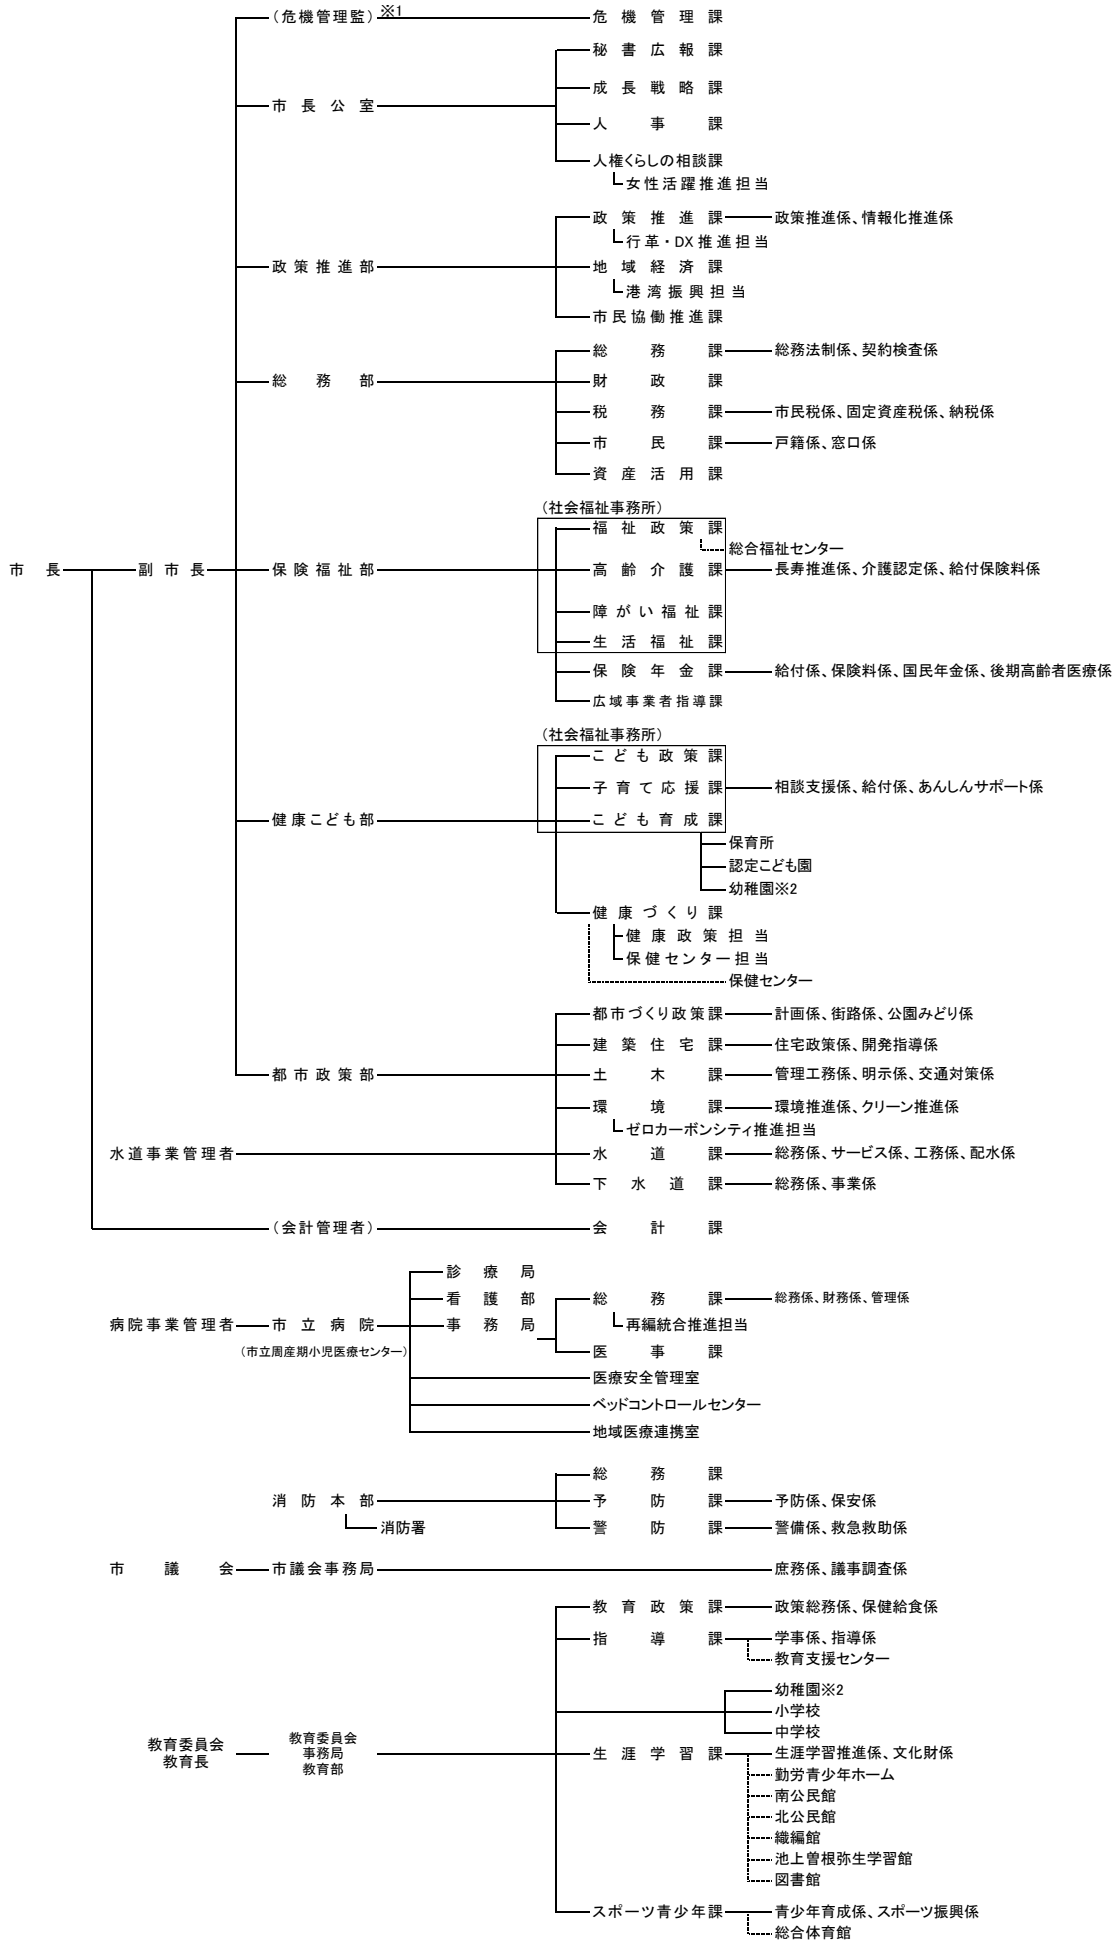 （危機管理監）※1 危機管理課
秘書広報課
成長戦略課
市長公室
人事課
人権くらしの相談課
女性活躍推進担当
政策推進課 政策推進係、情報化推進係
行革・DX推進担当
政策推進部 地域経済課
港湾振興担当
市民協働推進課
総務課 総務法制係、契約検査係
総務部 財政課
税務課 市民税係、固定資産税係、納税係
市民課 戸籍係、窓口係
資産活用課
（社会福祉事務所）
福祉政策課
総合福祉センター
市長 副市長 保険福祉部 高齢介護課 長寿推進係、介護認定係、給付保険料係
障がい福祉課
生活福祉課
保険年金課 給付係、保険料係、国民年金係、後期高齢者医療係
広域事業者指導課
（社会福祉事務所）
こども政策課
子育て応援課 相談支援係、給付係、あんしんサポート係
健康こども部 こども育成課
保育所
認定こども園
幼稚園※2
健康づくり課
健康政策担当
保健センター担当
保健センター
都市づくり政策課 計画係、街路係、公園みどり係
建築住宅課 住宅政策係、開発指導係
都市政策部 土木課 管理工務係、明示係、交通対策係
環境課 環境推進係、クリーン推進係
ゼロカーボンシティ推進担当
水道事業管理者 水道課 総務係、サービス係、工務係、配水係
下水道課 総務係、事業係
（会計管理者） 会計課
診療局
看護部 総務課 総務係、財務係、管理係
病院事業管理者 市立病院 事務局 再編統合推進担当
（市立周産期小児医療センター） 医事課
医療安全管理室
ベッドコントロールセンター
地域医療連携室
総務課
消防本部 予防課 予防係、保安係
消防署 警防課 警備係、救急救助係
市議会 市議会事務局 庶務係、議事調査係
教育政策課 政策総務係、保健給食係
指導課 学事係、指導係
教育支援センター
幼稚園※2
小学校
中学校
教育委員会
教育長
教育委員会
事務局
教育部
生涯学習課 生涯学習推進係、文化財係
勤労青少年ホーム
南公民館
北公民館
織編館
池上曽根弥生学習館
図書館
スポーツ青少年課 青少年育成係、スポーツ振興係
総合体育館